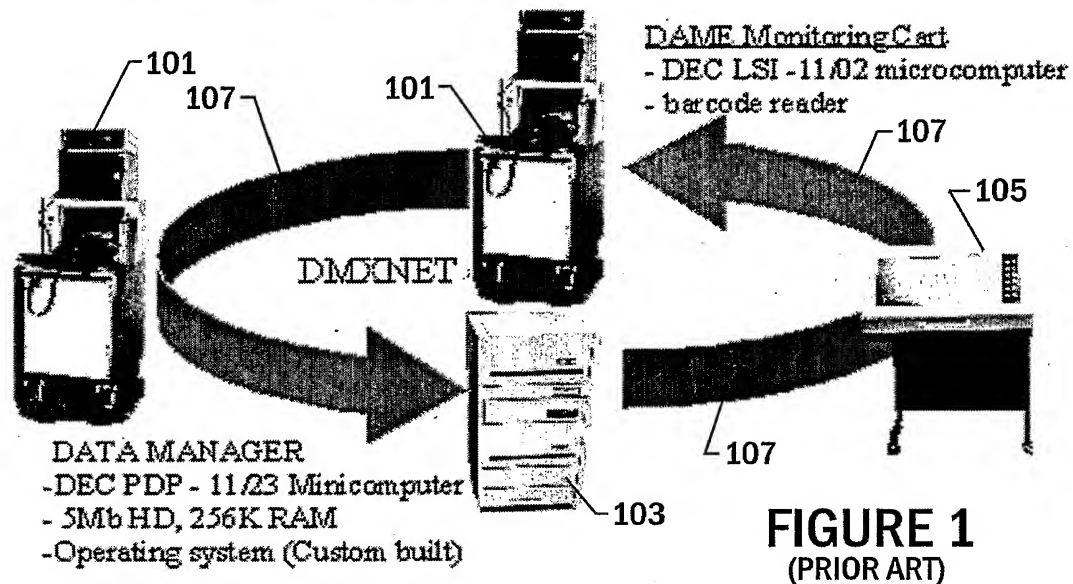 DAME Monitoring Cart
- DEC LSI -11/02 microcomputer
- barcode reader
101
107
101
107
105
DMXNET
DATA MANAGER
-DEC PDP - 11/23 Minicomputer
- 5Mb HD, 256K RAM
-Operating system (Custom built)
107
103
FIGURE 1
(PRIOR ART)